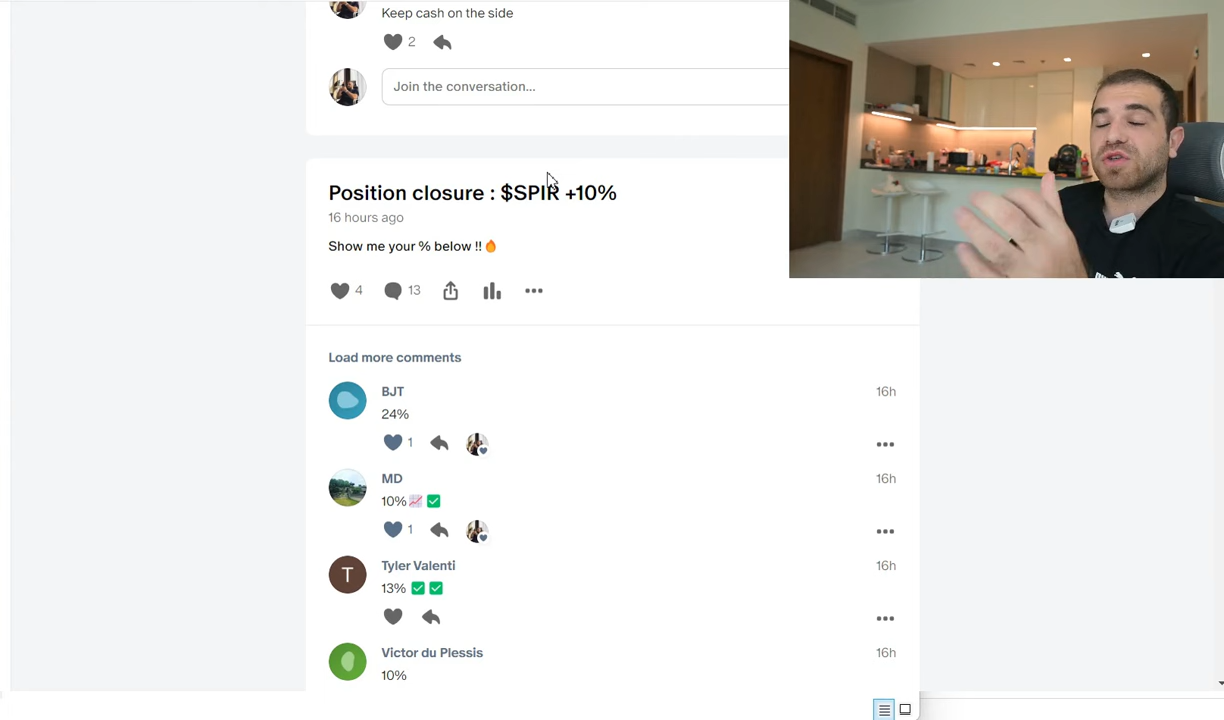 Keep cash on the side
2
Join the conversation...
Position closure : $SPIR +10%
16 hours ago
Show me your % below !!🔥
4 13
Load more comments
BJT 16h
24%
1
MD 16h
10%📈✅
1
T
Tyler Valenti 16h
13% ✅✅
Victor du Plessis 16h
10%